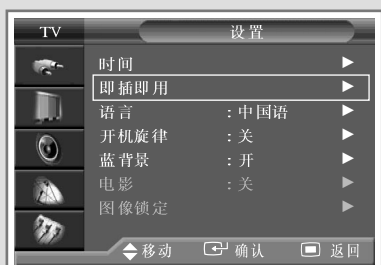 TV 设置
时间
即插即用
语言 : 中国语
开机旋律 : 关
蓝背景 : 开
电影 : 关
图像锁定
移动 确认 返回